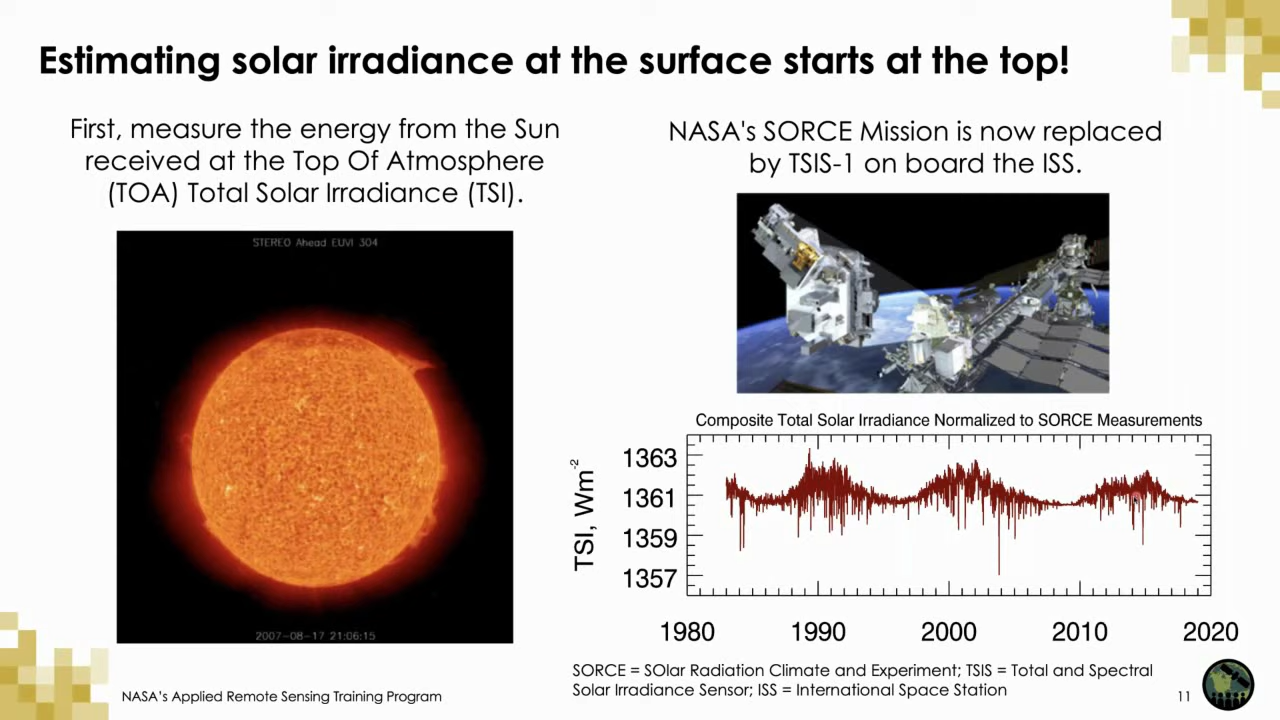 Estimating solar irradiance at the surface starts at the top!
First, measure the energy from the Sun
received at the Top Of Atmosphere
(TOA) Total Solar Irradiance (TSI).
STEREO Ahead EUVI 304
2007-08-17 21:06:15
NASA's SORCE Mission is now replaced
by TSIS-1 on board the ISS.
Composite Total Solar Irradiance Normalized to SORCE Measurements
TSI, Wm⁻²
1363
1361
1359
1357
1980 1990 2000 2010 2020
SORCE = SOlar Radiation Climate and Experiment; TSIS = Total and Spectral
Solar Irradiance Sensor; ISS = International Space Station
NASA's Applied Remote Sensing Training Program
11